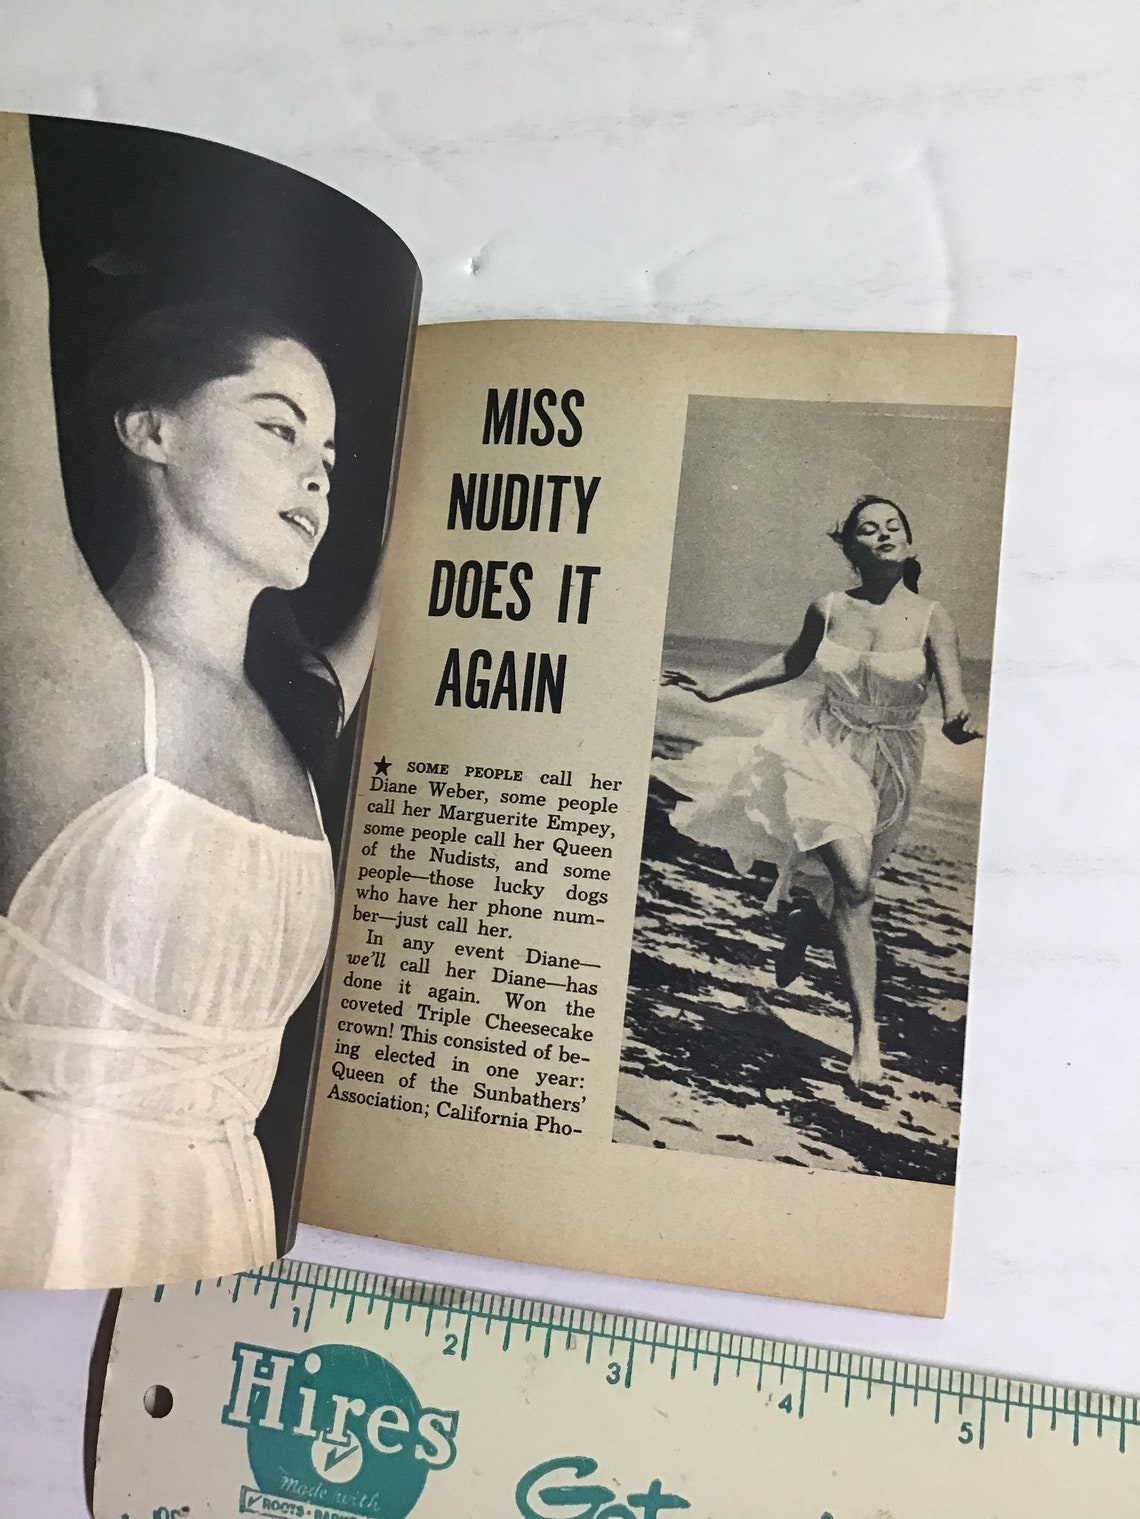 MISS
NUDITY
DOES IT
AGAIN
★ SOME PEOPLE call her
Diane Weber, some people
call her Marguerite Empey,
some people call her Queen
of the Nudists, and some
people—those lucky dogs
who have her phone num-
ber—just call her.
In any event Diane—
we'll call her Diane—has
done it again. Won the
coveted Triple Cheesecake
crown! This consisted of be-
ing elected in one year:
Queen of the Sunbathers'
Association; California Pho-
1 2 3 4 5
Hires
Made with
ROOTS
Get